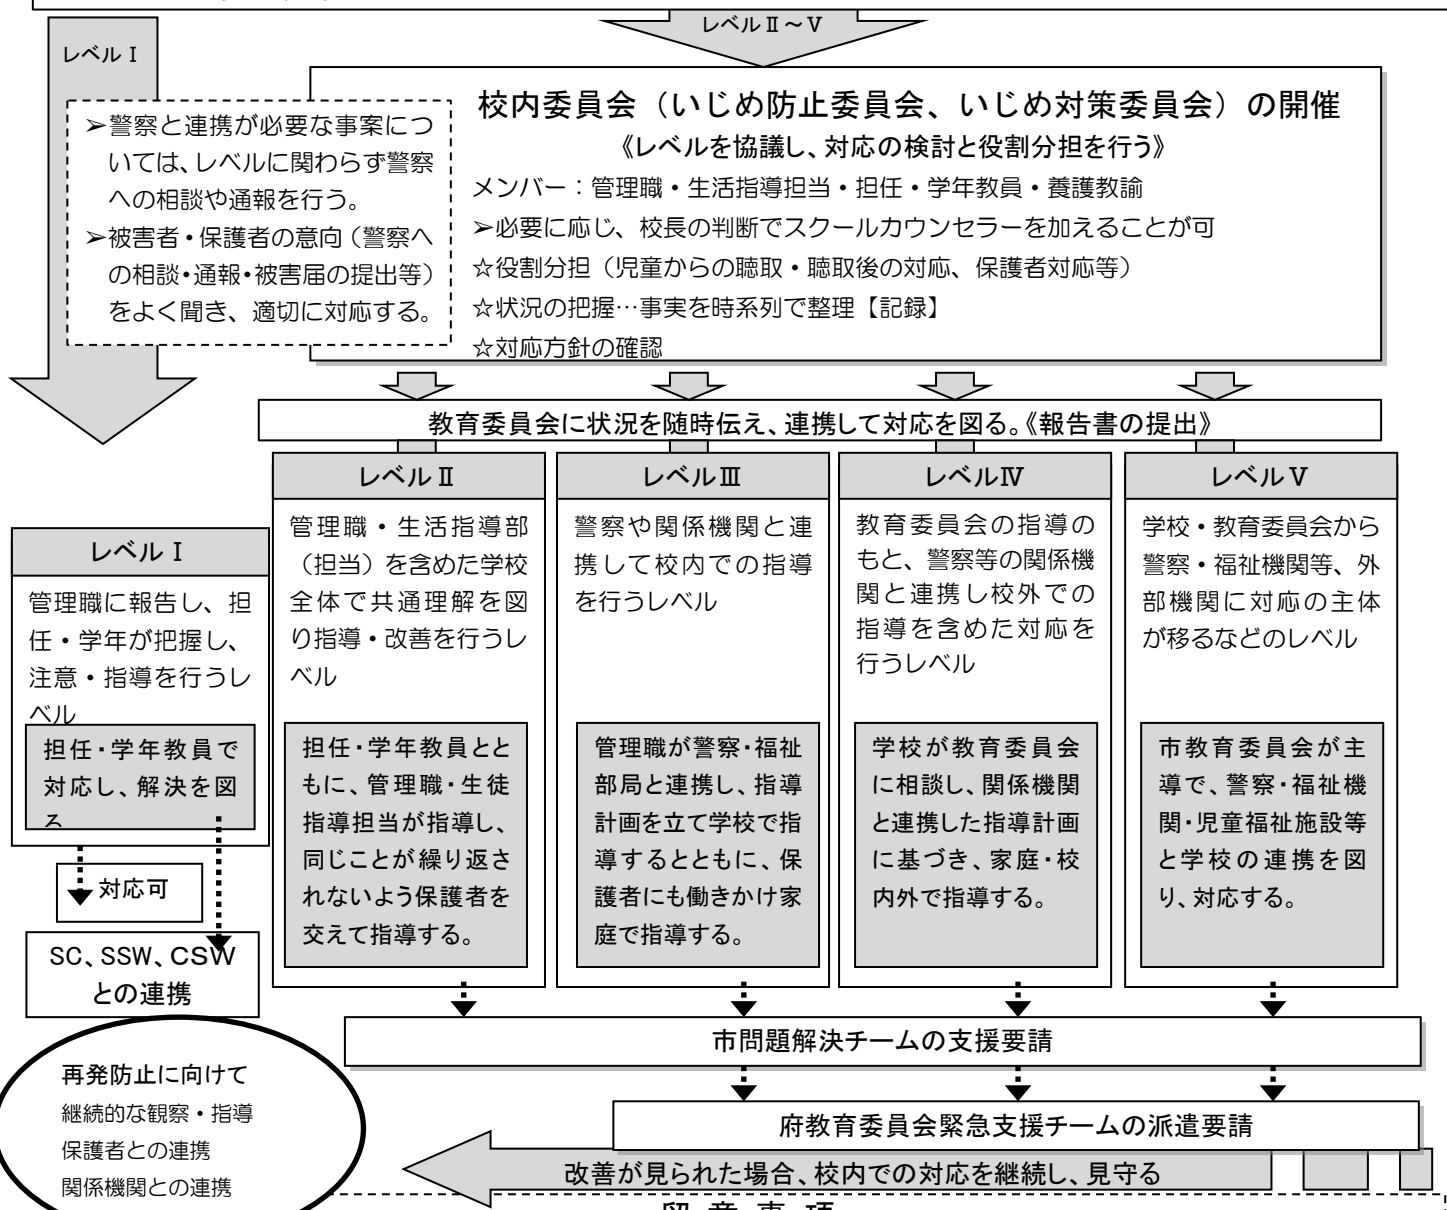 レベルⅡ～Ⅴ
レベルⅠ
➢警察と連携が必要な事案につ
いては、レベルに関わらず警察
への相談や通報を行う。
➢被害者・保護者の意向（警察へ
の相談・通報・被害届の提出等）
をよく聞き、適切に対応する。
校内委員会（いじめ防止委員会、いじめ対策委員会）の開催
《レベルを協議し、対応の検討と役割分担を行う》
メンバー：管理職・生活指導担当・担任・学年教員・養護教諭
➢必要に応じ、校長の判断でスクールカウンセラーを加えることが可
☆役割分担（児童からの聴取・聴取後の対応、保護者対応等）
☆状況の把握…事実を時系列で整理【記録】
☆対応方針の確認
教育委員会に状況を随時伝え、連携して対応を図る。《報告書の提出》
レベルⅠ
管理職に報告し、担
任・学年が把握し、
注意・指導を行うレ
ベル
担任・学年教員で
対応し、解決を図
る
対応可
SC、SSW、CSW
との連携
レベルⅡ
管理職・生活指導部
（担当）を含めた学校
全体で共通理解を図
り指導・改善を行うレ
ベル
担任・学年教員とと
もに、管理職・生徒
指導担当が指導し、
同じことが繰り返さ
れないよう保護者を
交えて指導する。
レベルⅢ
警察や関係機関と連
携して校内での指導
を行うレベル
管理職が警察・福祉
部局と連携し、指導
計画を立て学校で指
導するとともに、保
護者にも働きかけ家
庭で指導する。
レベルⅣ
教育委員会の指導の
もと、警察等の関係機
関と連携し校外での
指導を含めた対応を
行うレベル
学校が教育委員会
に相談し、関係機関
と連携した指導計画
に基づき、家庭・校
内外で指導する。
レベルⅤ
学校・教育委員会から
警察・福祉機関等、外
部機関に対応の主体
が移るなどのレベル
市教育委員会が主
導で、警察・福祉機
関・児童福祉施設等
と学校の連携を図
り、対応する。
市問題解決チームの支援要請
府教育委員会緊急支援チームの派遣要請
改善が見られた場合、校内での対応を継続し、見守る
再発防止に向けて
継続的な観察・指導
保護者との連携
関係機関との連携
留意事項